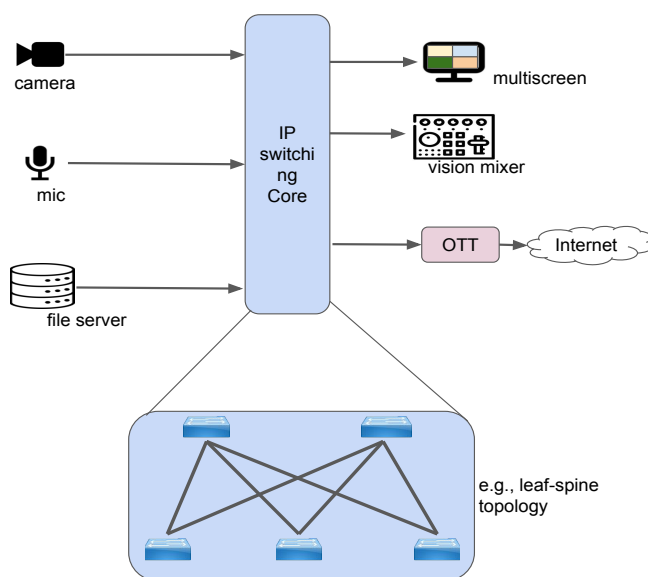 camera
mic
file server
IP
switchi
ng
Core
multiscreen
vision mixer
OTT
Internet
e.g., leaf-spine
topology